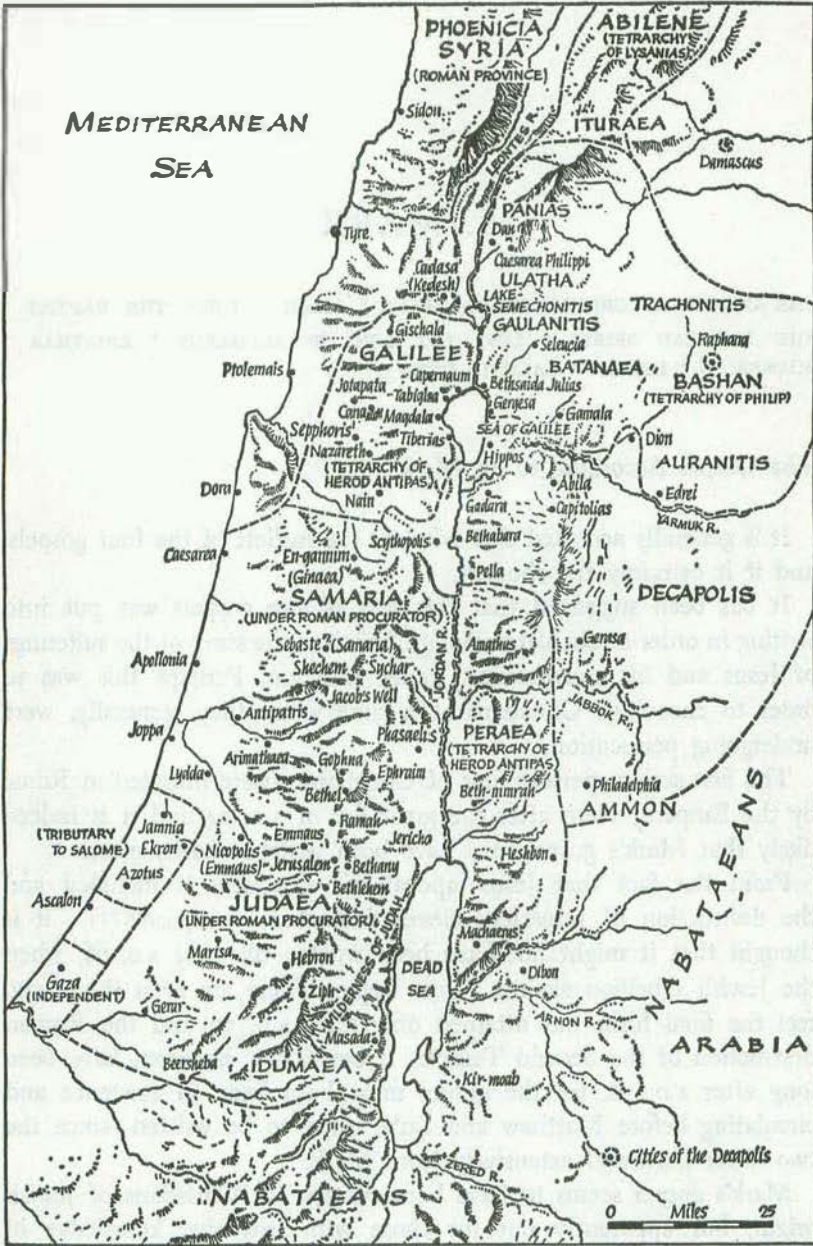 PHOENICIA
SYRIA
(ROMAN PROVINCE)
ABILENE
(TETRARCHY
OF LYSANIAS)
MEDITERRANEAN
SEA
Sidon
LEONTES R.
ITURAEA
Damascus
PANIAS
Tyre
Dan
Caesarea Philippi
Cadasa
(Kedesh)
ULATHA
LAKE
SEMECHONITIS
TRACHONITIS
Gischala
GAULANITIS
Seleucia
Raphana
GALILEE
Ptolemais
BATANAEA
Capernaum
Bethsaida Julias
BASHAN
(TETRARCHY OF PHILIP)
Jotapata
Tabigha
Gergesa
Cana
Magdala
Gamala
SEA OF GALILEE
Sepphoris
Tiberias
Dion
Nazareth
Hippos
AURANITIS
(TETRARCHY OF
HEROD ANTIPAS)
Abila
Dora
Nain
Edrei
Gadara
Capitolias
YARMUK R.
Caesarea
Scythopolis
Bethabara
En-gannim
(Ginaea)
Pella
DECAPOLIS
SAMARIA
(UNDER ROMAN PROCURATOR)
JORDAN R.
Gerasa
Sebaste (Samaria)
Amathus
Apollonia
Shechem
Sychar
Jacob's Well
JABBOK R.
Antipatris
PERAEA
Joppa
Phasaelis
(TETRARCHY OF
HEROD ANTIPAS)
Arimathaea
Gophna
Lydda
Ephraim
Philadelphia
Bethel
Beth-nimrah
AMMON
Ramah
(TRIBUTARY
TO SALOME)
Jamnia
Emmaus
Jericho
Ekron
Nicopolis
(Emmaus)
Jerusalem
Bethany
Heshbon
Azotus
Bethlehem
Ascalon
JUDAEA
(UNDER ROMAN PROCURATOR)
Machaerus
NABATAEANS
WILDERNESS OF JUDAH
Marisa
DEAD
SEA
Hebron
Dibon
Gaza
(INDEPENDENT)
Ziph
Gerar
ARNON R.
Masada
ARABIA
Beersheba
IDUMAEA
Kir-moab
Cities of the Decapolis
ZERED R.
NABATAEANS
0 Miles 25